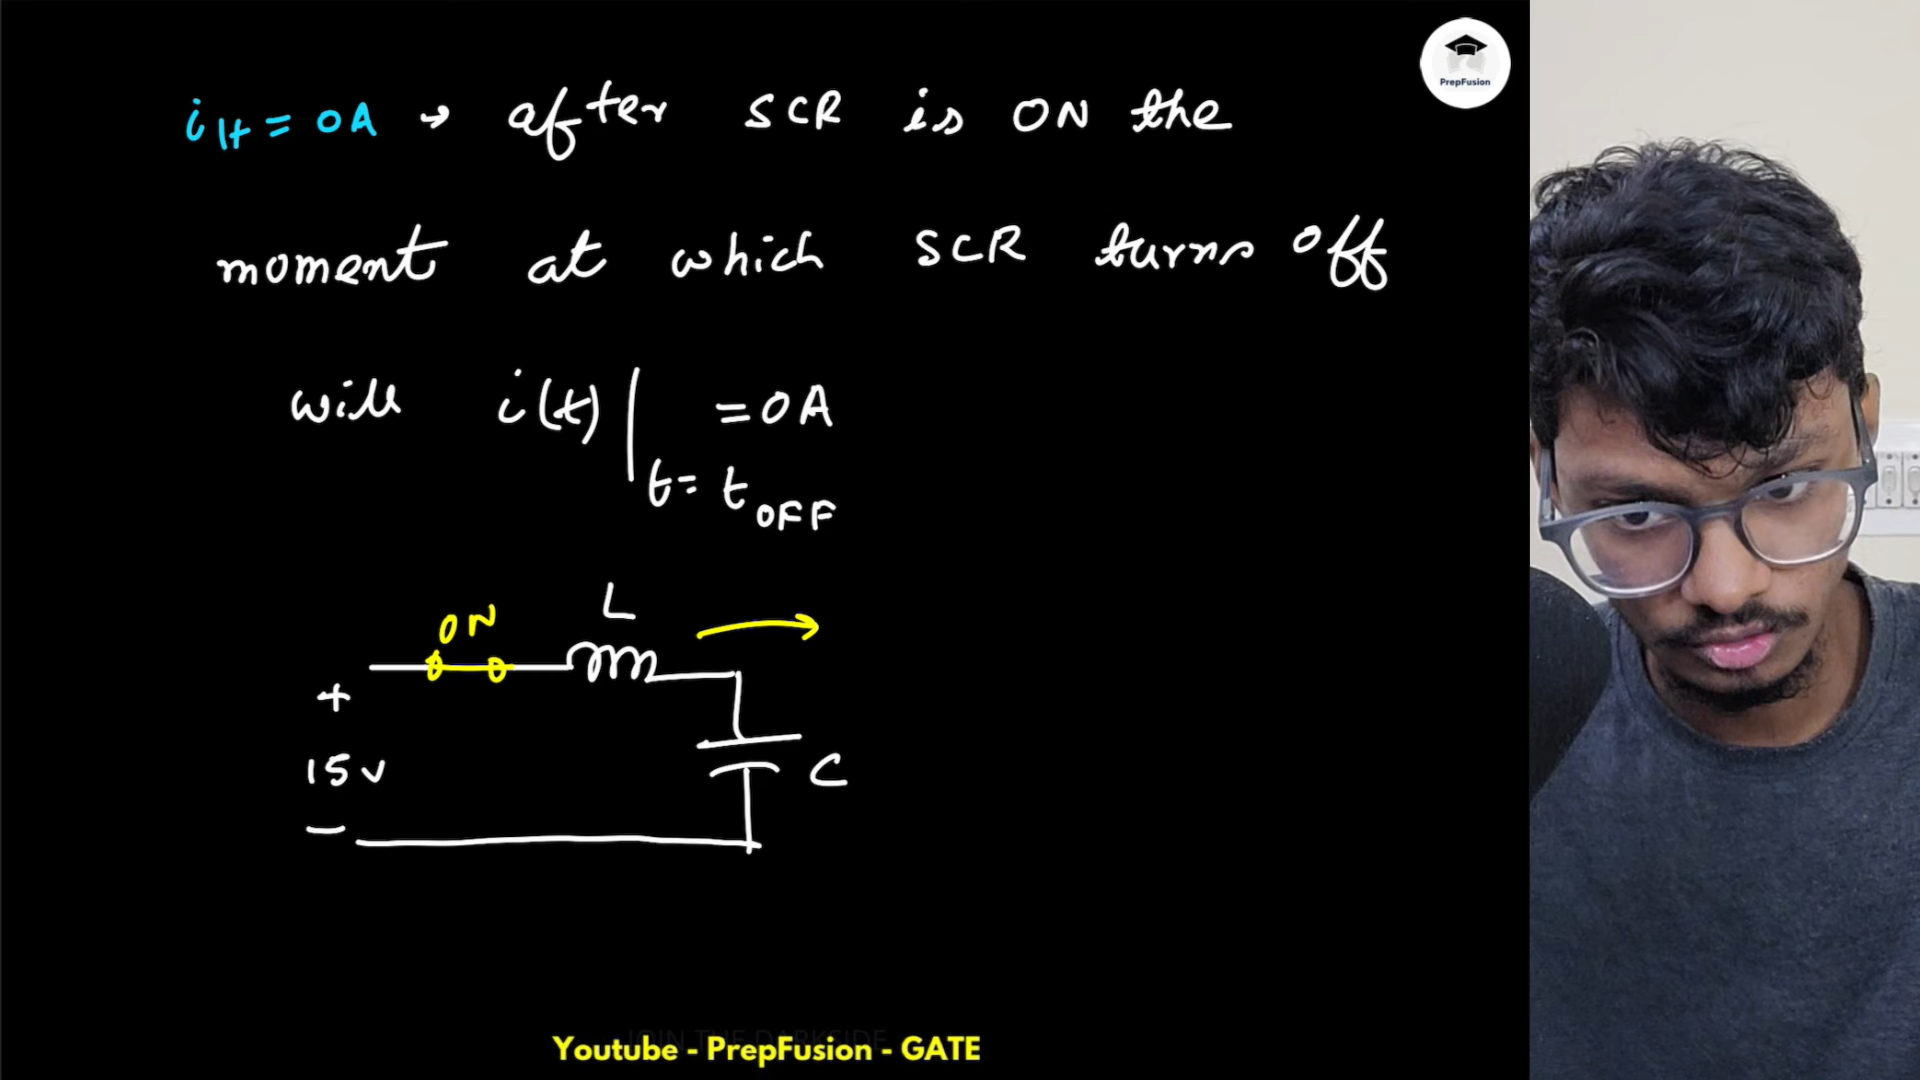 PrepFusion
iH = 0A → after SCR is ON the
moment at which SCR turns off
will i(t)| = 0A
t = tOFF
ON
L
+
15V
C
−
Youtube - PrepFusion - GATE